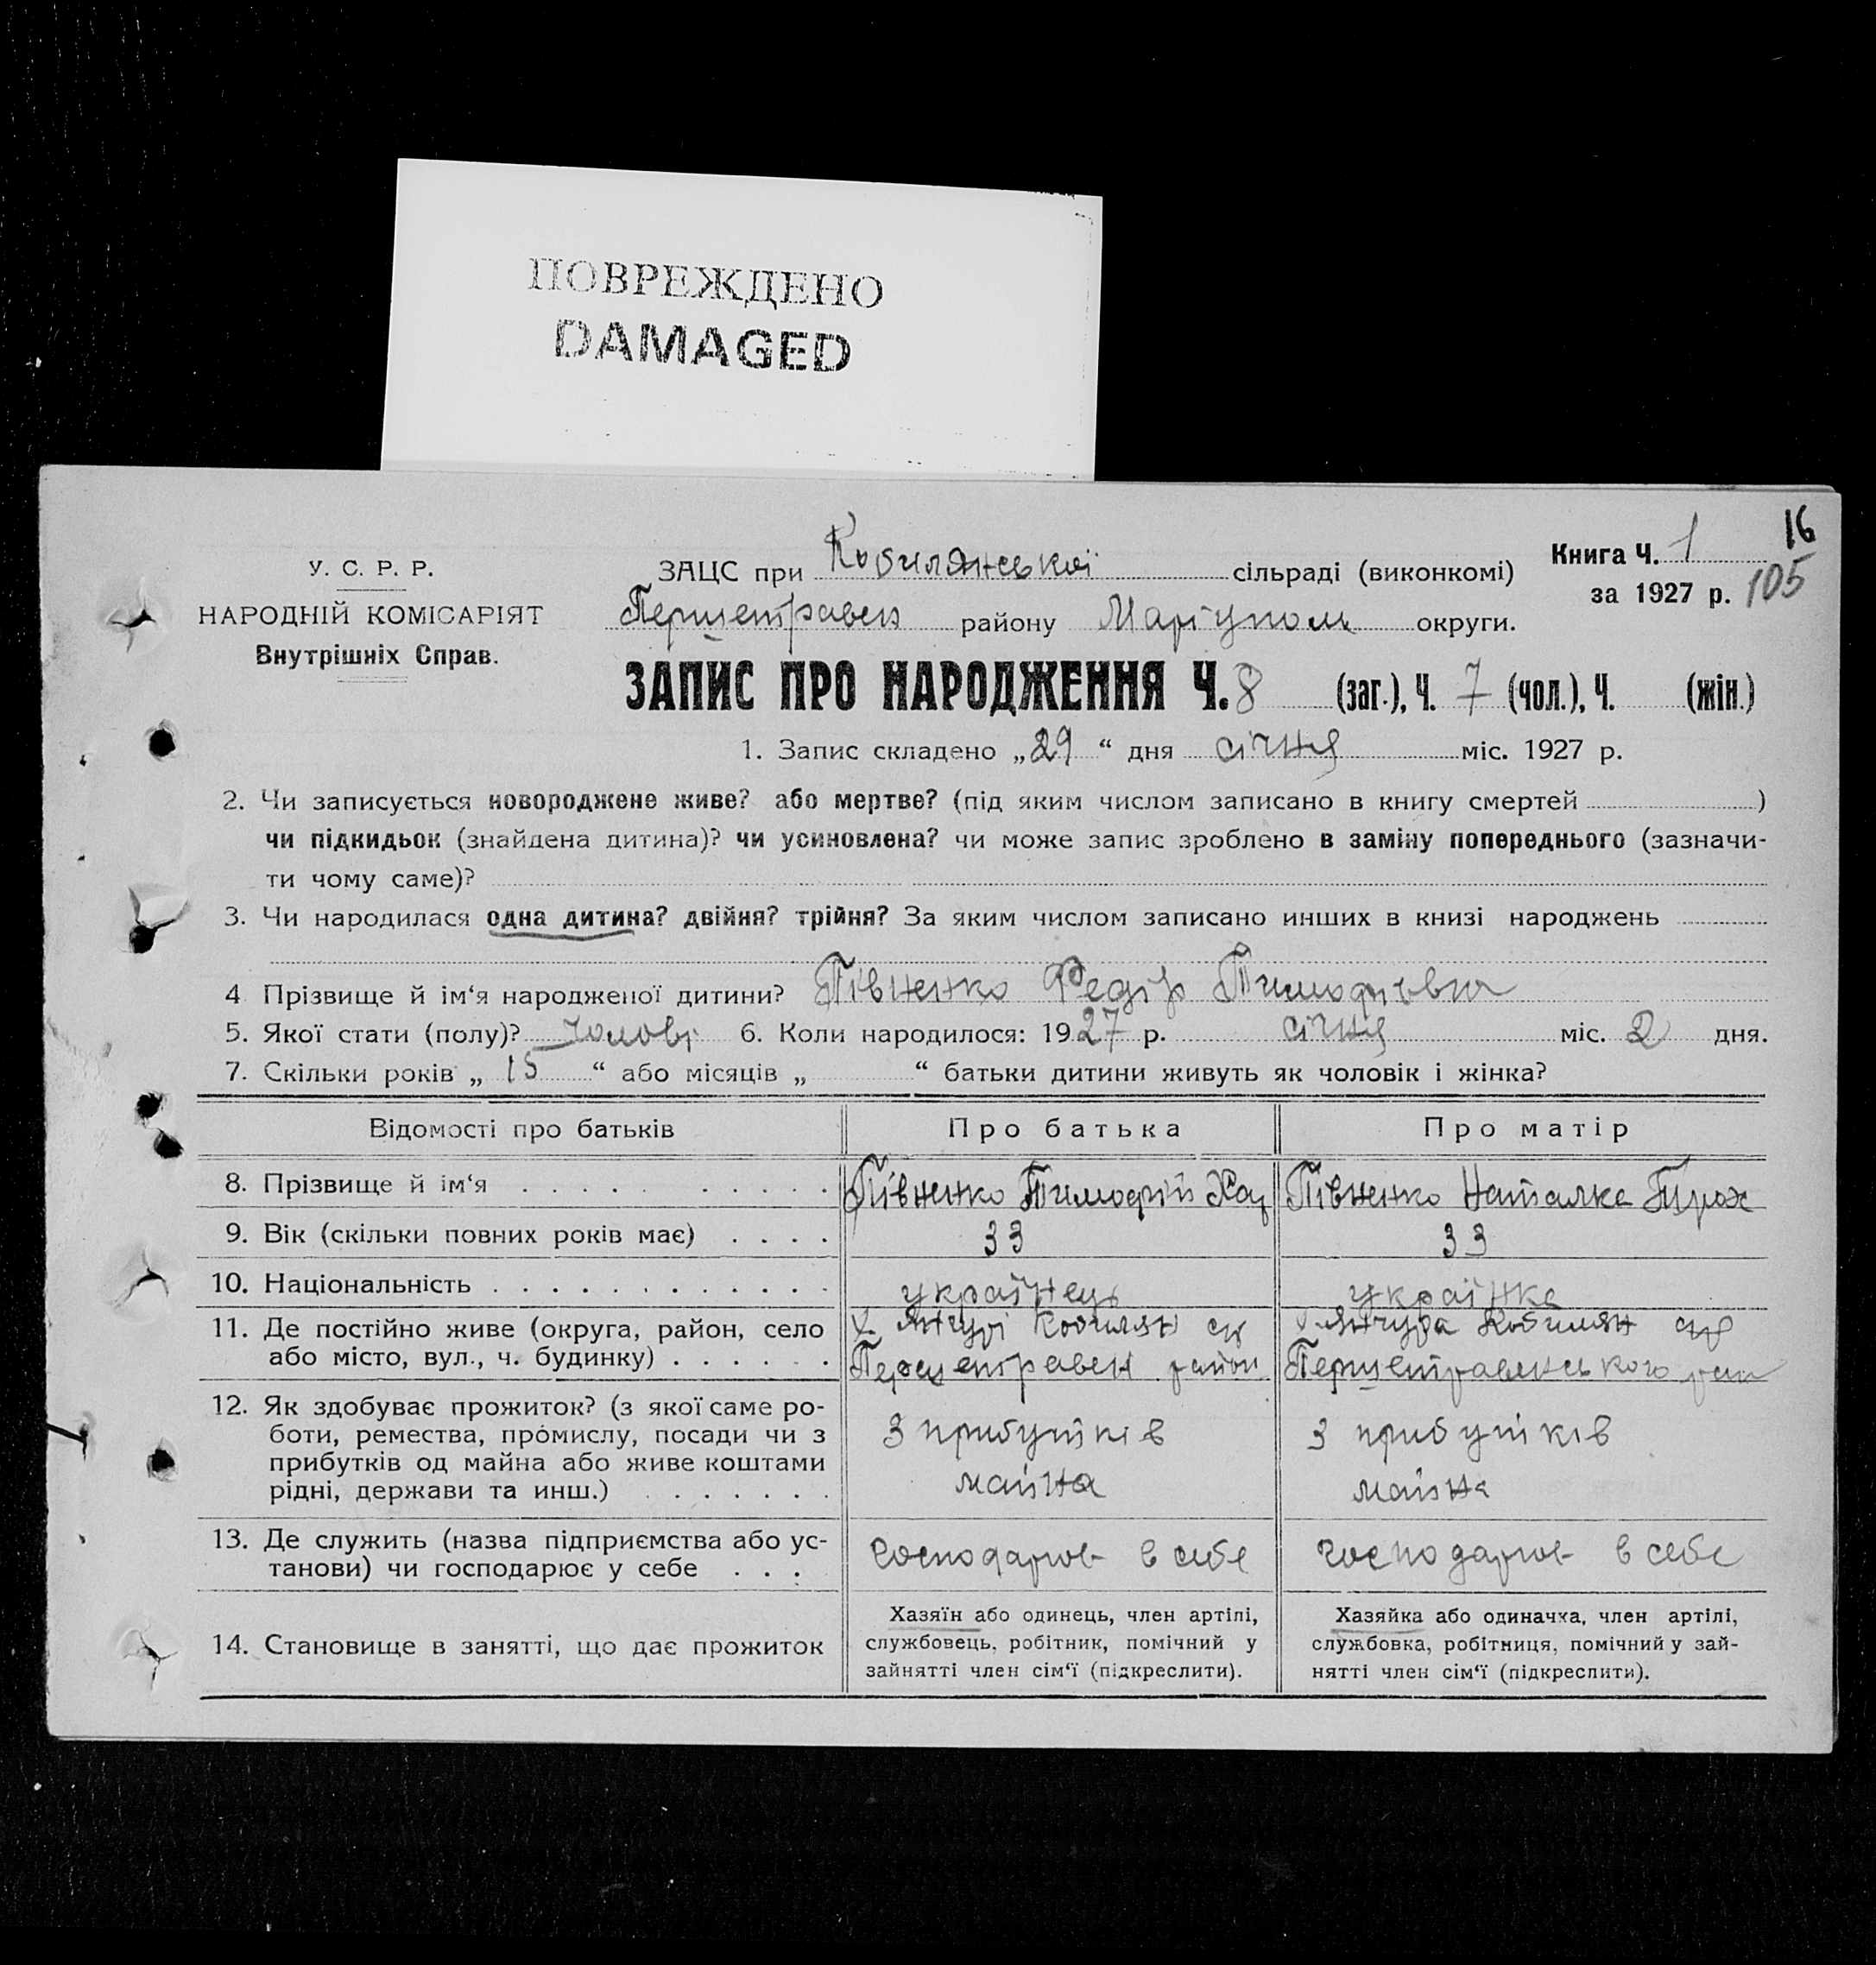 ПОВРЕЖДЕНО
DAMAGED
16
У. С. Р. Р.
НАРОДНІЙ КОМІСАРІЯТ
Внутрішніх Справ.
ЗАЦС при Кобилянської сільраді (виконкомі)
Книга Ч. 1
за 1927 р. 105
Першетравен району Маріупол округи.
ЗАПИС ПРО НАРОДЖЕННЯ Ч. 8 (заг.), Ч. 7 (чол.), Ч. (жін.)
1. Запис складено „29“ дня січня міс. 1927 р.
2. Чи записується новороджене живе? або мертве? (під яким числом записано в книгу смертей )
чи підкидьок (знайдена дитина)? чи усиновлена? чи може запис зроблено в заміну попереднього (зазначи-
ти чому саме)?
3. Чи народилася одна дитина? двійня? трійня? За яким числом записано инших в книзі народжень
4 Прізвище й ім‘я народженої дитини? Півненко Федір Тимофієвич
5. Якої стати (полу)? чолові 6. Коли народилося: 1927 р. січня міс. 2 дня.
7. Скільки років „ 15 “ або місяців „ “ батьки дитини живуть як чоловік і жінка?
Відомості про батьків Про батька Про матір
8. Прізвище й ім‘я Півненко Тимофій Хар Півненко Наталка Трох
9. Вік (скільки повних років має) 33 33
10. Національність українець українка
11. Де постійно живе (округа, район, село
або місто, вул., ч. будинку)
х Янчурі Кобилян с/р
Першетравен район
х Янчура Кобилян с/р
Першетравенського рай
12. Як здобуває прожиток? (з якої саме ро-
боти, ремества, промислу, посади чи з
прибутків од майна або живе коштами
рідні, держави та инш.)
З прибутків
майна
З прибутків
майна
13. Де служить (назва підприємства або ус-
танови) чи господарює у себе
господарює в себе
господарює в себе
14. Становище в занятті, що дає прожиток
Хазяїн або одинець, член артілі,
службовець, робітник, помічний у
зайнятті член сім‘ї (підкреслити).
Хазяйка або одиначка, член артілі,
службовка, робітниця, помічний у зай-
нятті член сім‘ї (підкреслити).